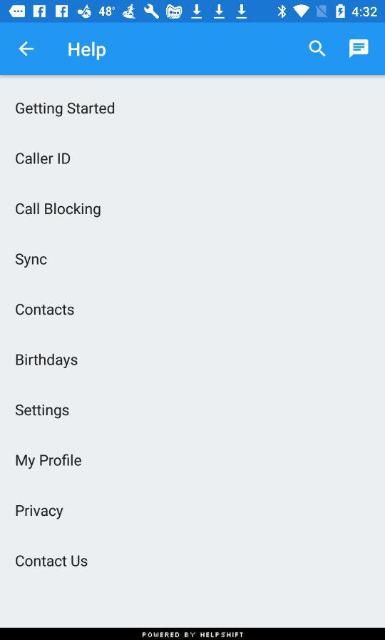 48° 4:32
Help
Getting Started
Caller ID
Call Blocking
Sync
Contacts
Birthdays
Settings
My Profile
Privacy
Contact Us
POWERED BY HELPSHIFT